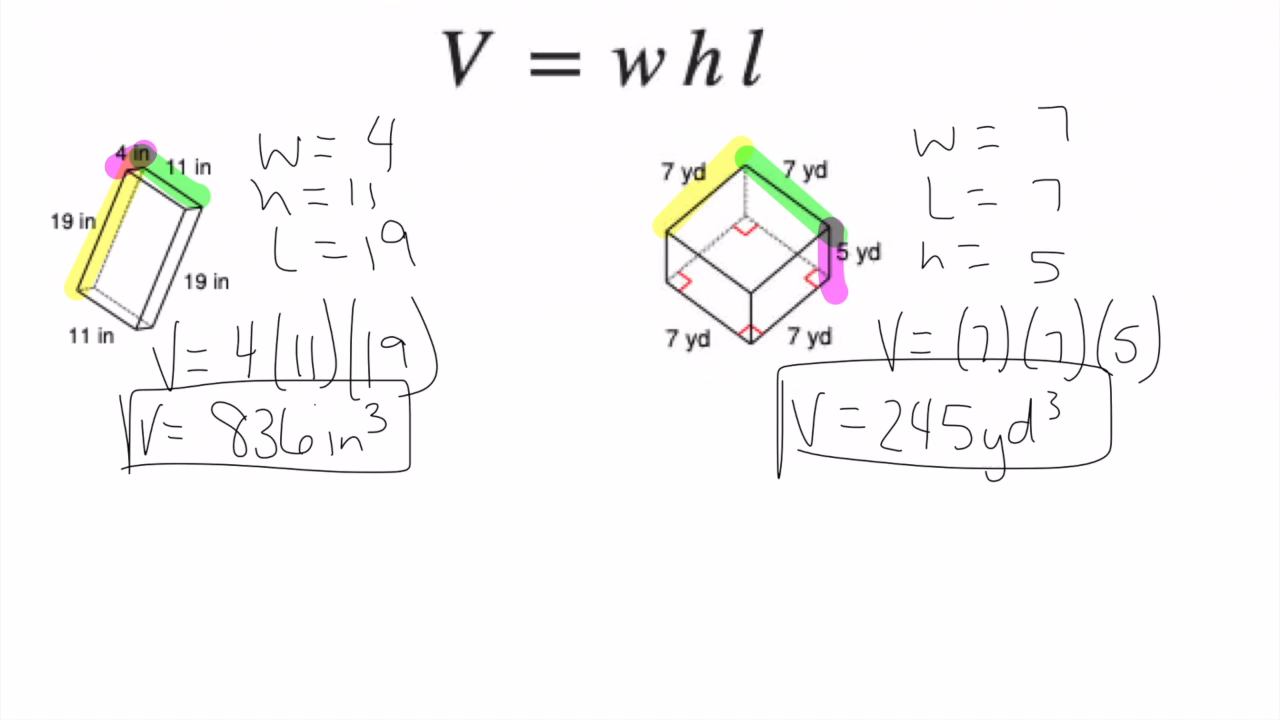 V = w h l
4 in
11 in
19 in
19 in
11 in
W = 4
h = 11
L = 19
V = 4(11)(19)
V = 836 in³
7 yd
7 yd
5 yd
7 yd
7 yd
W = 7
L = 7
h = 5
V = (7)(7)(5)
V = 245 yd³